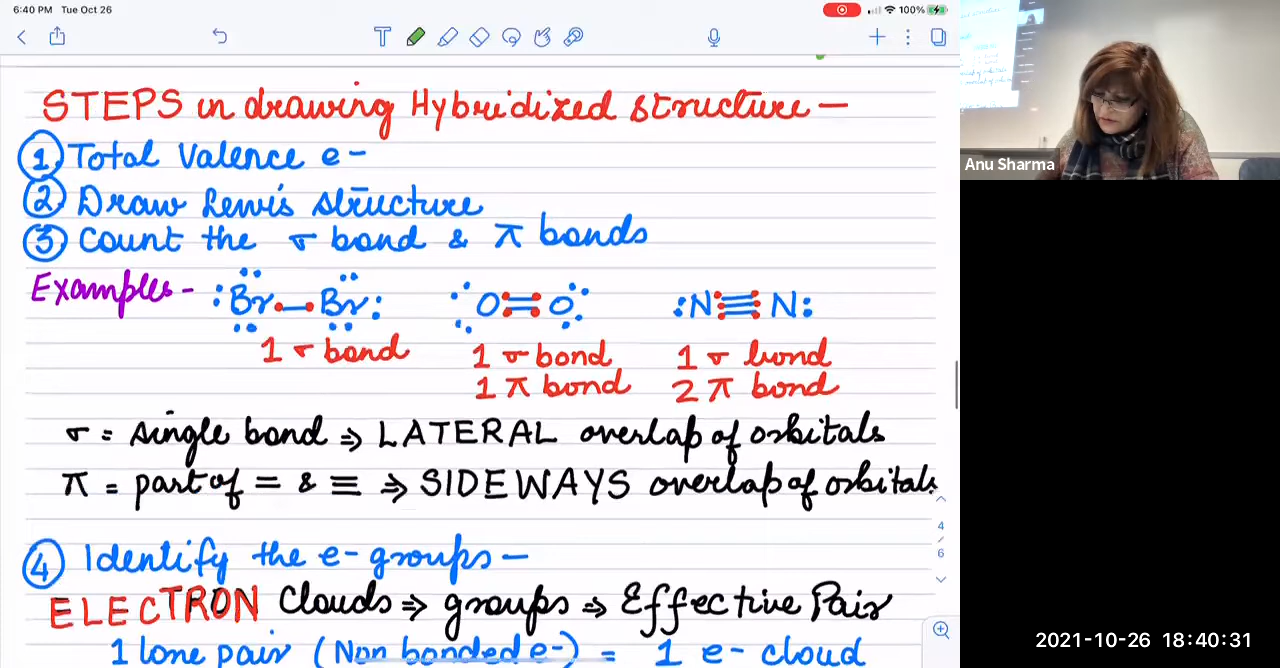 6:40 PM Tue Oct 26
100%
STEPS in drawing Hybridized structure —
1. Total Valence e-
2. Draw Lewis structure
3. Count the σ bond & π bonds
Examples - :Br—Br: :O=O: :N≡N:
1 σ bond 1 σ bond 1 σ bond
1 π bond 2 π bond
σ = single bond ⇒ LATERAL overlap of orbitals
π = part of = & ≡ ⇒ SIDEWAYS overlap of orbitals.
4
/
6
4 Identify the e- groups —
ELECTRON Clouds ⇒ groups ⇒ Effective Pair
1 lone pair (Non bonded e-) = 1 e- cloud
Anu Sharma
2021-10-26 18:40:31